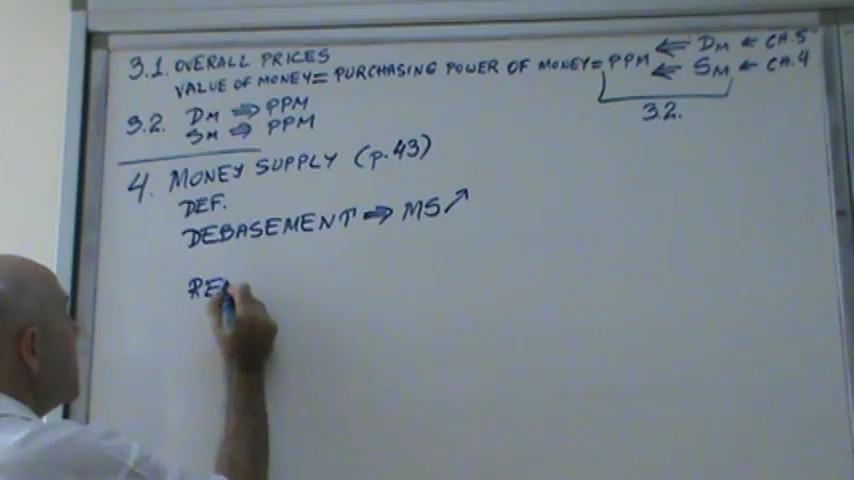 3.1. OVERALL PRICES
VALUE OF MONEY = PURCHASING POWER OF MONEY = PPM ⇐ DM ← CH.5
⇐ SM ← CH.4
3.2.
3.2. DM ⇒ PPM
SM ⇒ PPM
4. MONEY SUPPLY (p.43)
DEF.
DEBASEMENT ⇒ MS ↗
RE